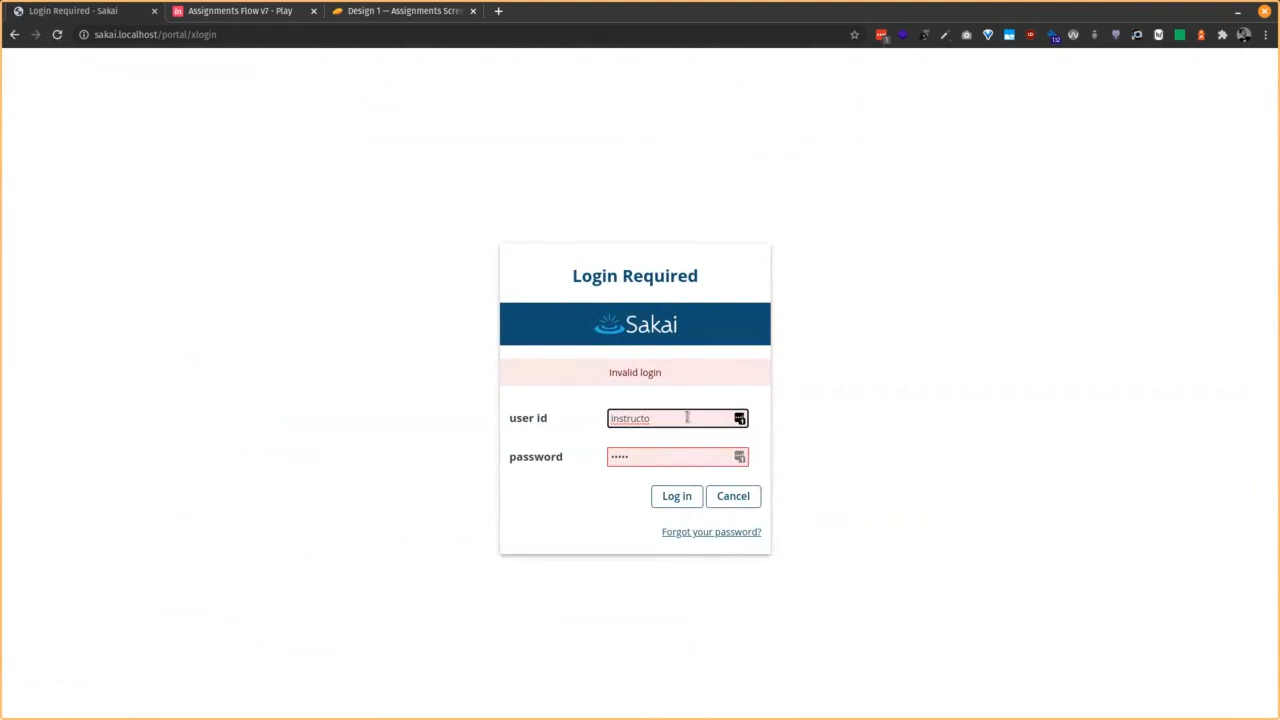 Login Required - Sakai
Assignments Flow v7 - Play
Design 1 — Assignments Scre
sakai.localhost/portal/xlogin
Login Required
Sakai
Invalid login
user id
instructo
password
•••••
Log in
Cancel
Forgot your password?